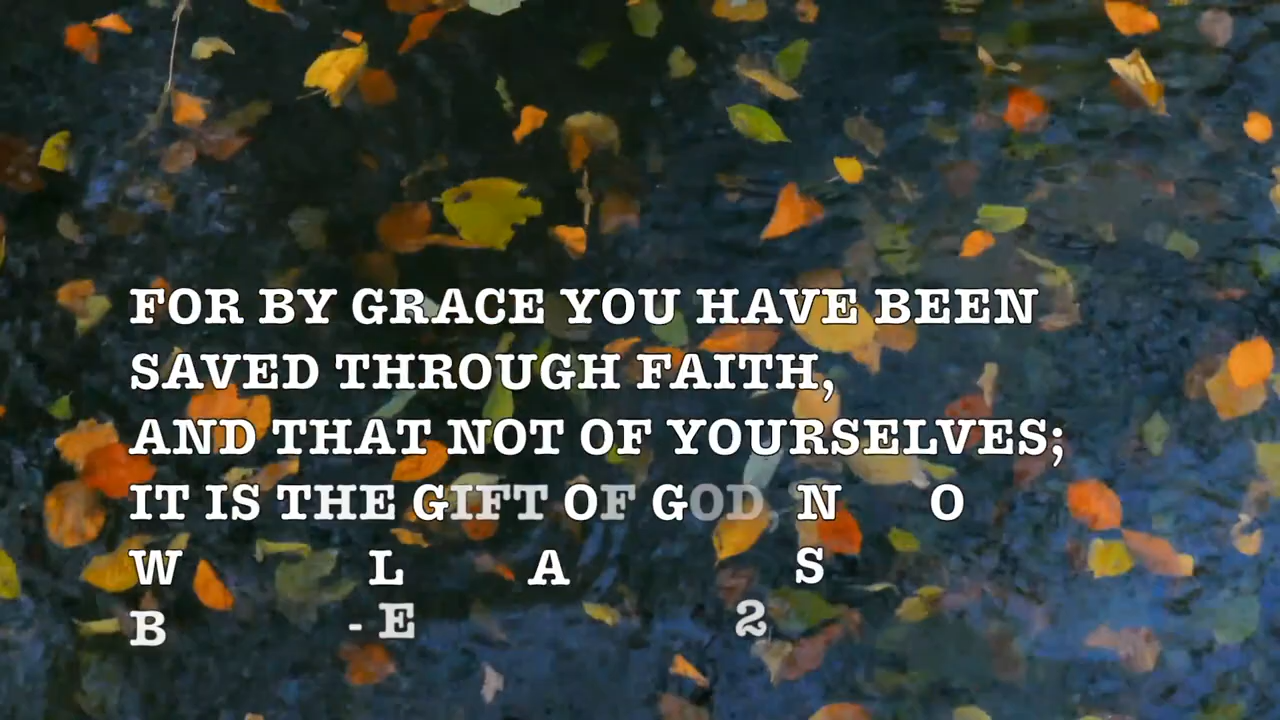 FOR BY GRACE YOU HAVE BEEN
SAVED THROUGH FAITH,
AND THAT NOT OF YOURSELVES;
IT IS THE GIFT OF GOD, N O
W L A S
B - E 2